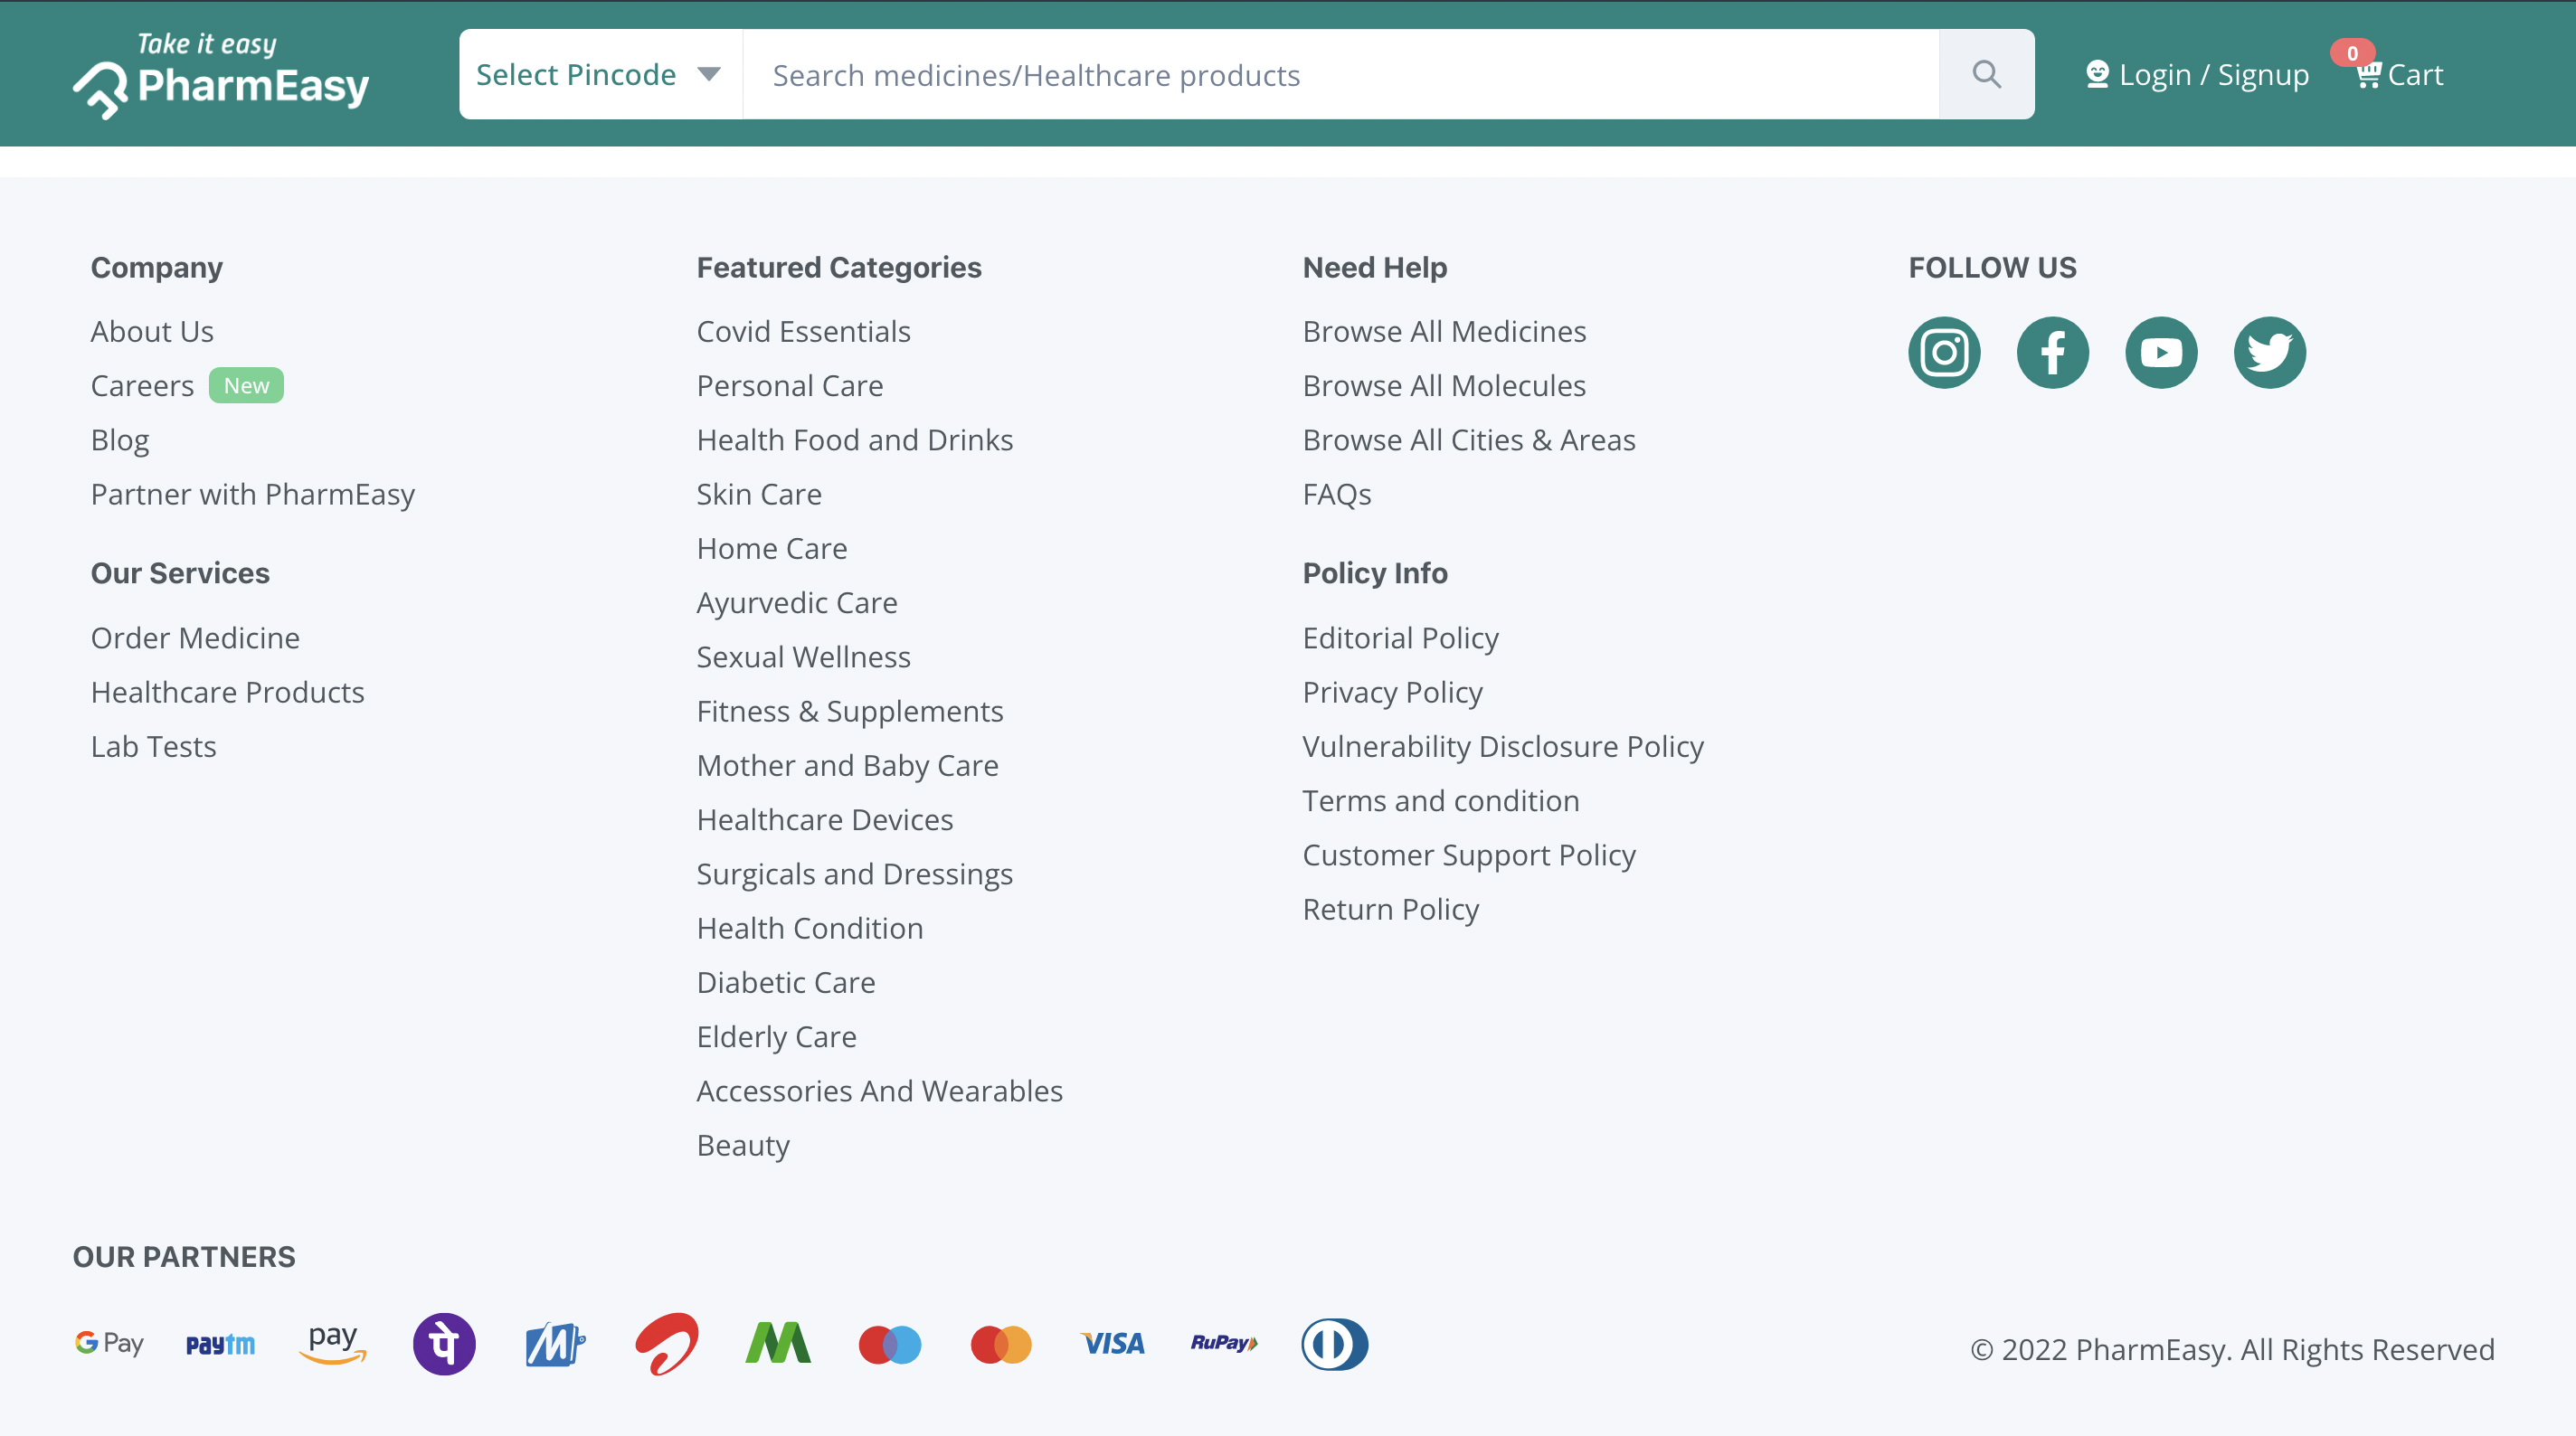 Take it easy
PharmEasy
Select Pincode
Search medicines/Healthcare products
Login / Signup
0
Cart
Company
About Us
Careers New
Blog
Partner with PharmEasy
Our Services
Order Medicine
Healthcare Products
Lab Tests
Featured Categories
Covid Essentials
Personal Care
Health Food and Drinks
Skin Care
Home Care
Ayurvedic Care
Sexual Wellness
Fitness & Supplements
Mother and Baby Care
Healthcare Devices
Surgicals and Dressings
Health Condition
Diabetic Care
Elderly Care
Accessories And Wearables
Beauty
Need Help
Browse All Medicines
Browse All Molecules
Browse All Cities & Areas
FAQs
Policy Info
Editorial Policy
Privacy Policy
Vulnerability Disclosure Policy
Terms and condition
Customer Support Policy
Return Policy
FOLLOW US
OUR PARTNERS
G Pay paytm pay पे M VISA RuPay
© 2022 PharmEasy. All Rights Reserved